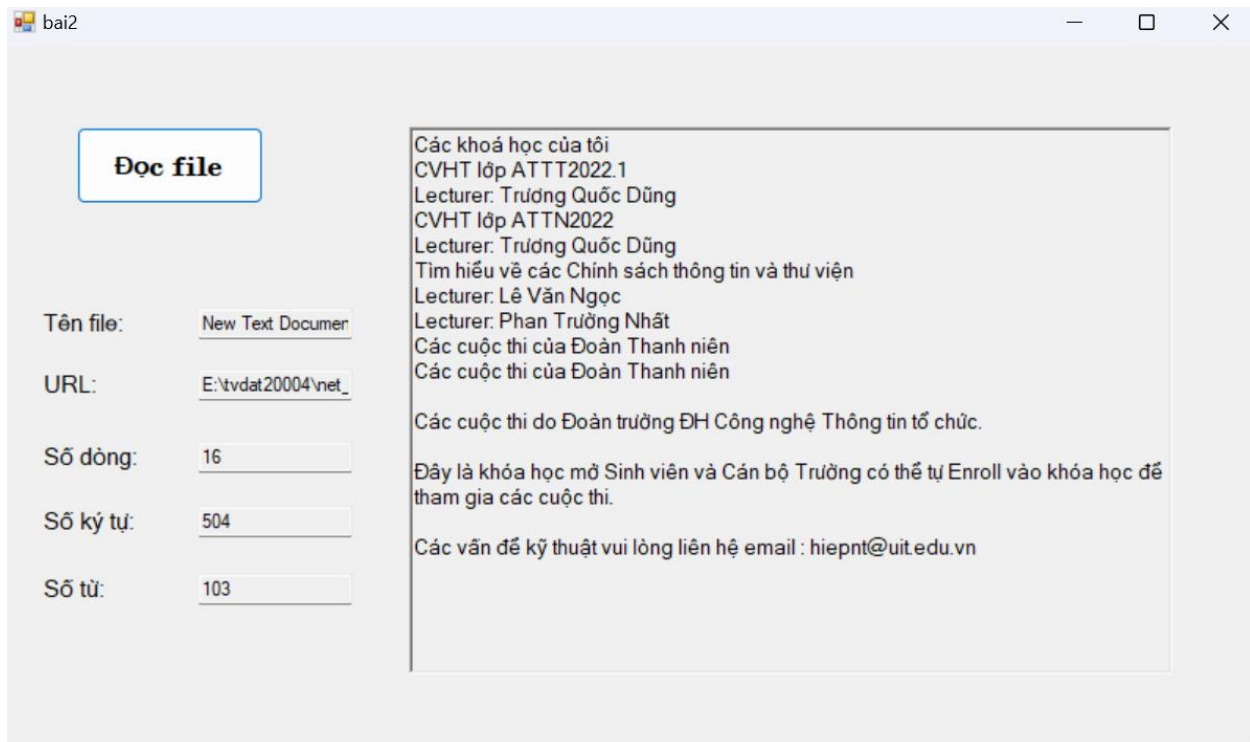 bai2
Đọc file
Tên file:
New Text Documen
URL:
E:\tvdat20004\net_
Số dòng:
16
Số ký tự:
504
Số từ:
103
Các khoá học của tôi
CVHT lớp ATTT2022.1
Lecturer: Trương Quốc Dũng
CVHT lớp ATTN2022
Lecturer: Trương Quốc Dũng
Tìm hiểu về các Chính sách thông tin và thư viện
Lecturer: Lê Văn Ngọc
Lecturer: Phan Trường Nhất
Các cuộc thi của Đoàn Thanh niên
Các cuộc thi của Đoàn Thanh niên
Các cuộc thi do Đoàn trường ĐH Công nghệ Thông tin tổ chức.
Đây là khóa học mở Sinh viên và Cán bộ Trường có thể tự Enroll vào khóa học để
tham gia các cuộc thi.
Các vấn đề kỹ thuật vui lòng liên hệ email : hiepnt@uit.edu.vn